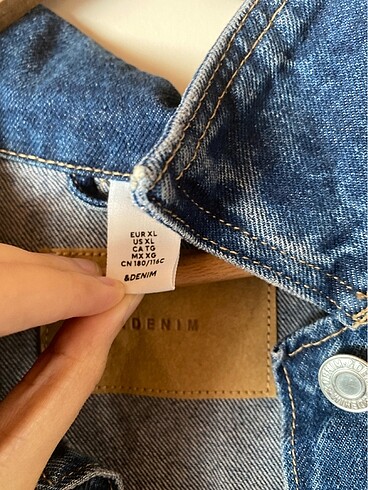 EUR XL
US XL
CA TG
MX XG
CN 180/116C
&DENIM
DENIM